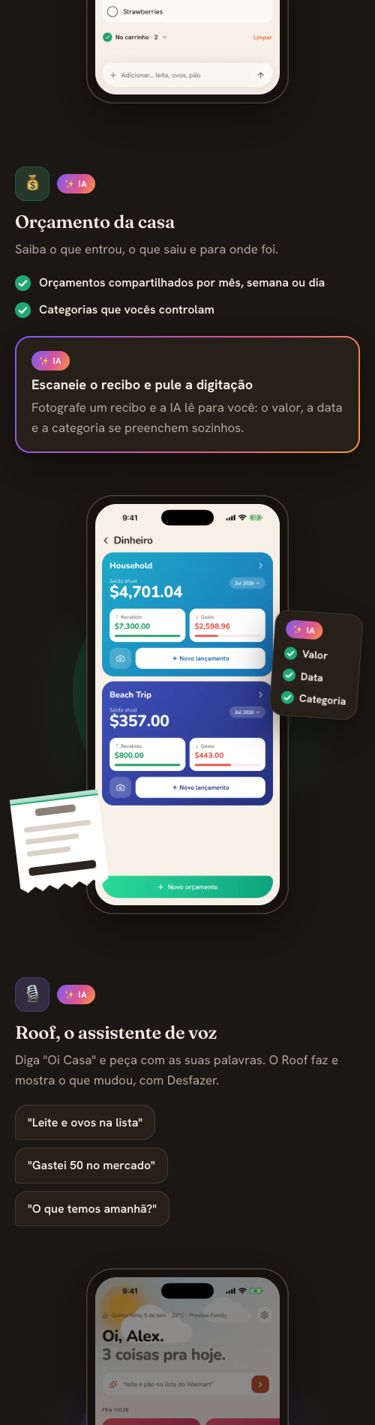 Strawberries
No carrinho · 2
Limpar
+ Adicionar... leite, ovos, pão
IA
Orçamento da casa
Saiba o que entrou, o que saiu e para onde foi.
Orçamentos compartilhados por mês, semana ou dia
Categorias que vocês controlam
IA
Escaneie o recibo e pule a digitação
Fotografe um recibo e a IA lê para você: o valor, a data
e a categoria se preenchem sozinhos.
9:41
Dinheiro
Household
Saldo atual
Jul 2026
$4,701.04
↑ Recebido
$7,300.00
↓ Gasto
$2,598.96
+ Novo lançamento
IA
Valor
Data
Categoria
Beach Trip
Saldo atual
Jul 2026
$357.00
↑ Recebido
$800.00
↓ Gasto
$443.00
+ Novo lançamento
+ Novo orçamento
IA
Roof, o assistente de voz
Diga "Oi Casa" e peça com as suas palavras. O Roof faz e
mostra o que mudou, com Desfazer.
"Leite e ovos na lista"
"Gastei 50 no mercado"
"O que temos amanhã?"
9:41
22°C · Preview Family
Oi, Alex.
3 coisas pra hoje.
"leite e pão na lista do Walmart"
PRA HOJE